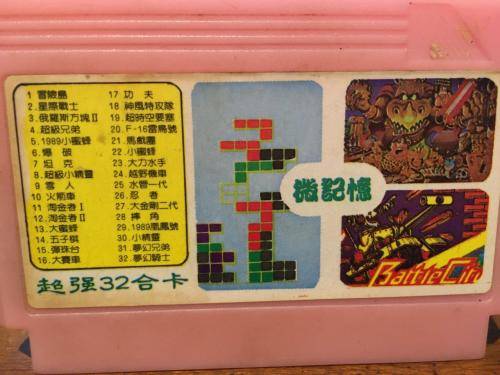 1 冒險島
2 星際戰士
3 俄羅斯方塊Ⅱ
4 超級兄弟
5 1989小蜜蜂
6 爆破
7 坦克
8 超級小精靈
9 雪人
10 火箭車
11 淘金者Ⅰ
12 淘金者Ⅱ
13 大蜜蜂
14 五子棋
15 彈珠台
16 大賽車
17 功夫
18 神風特攻隊
19 超時空要塞
20 F-16雷鳥號
21 馬戲團
22 小蜜蜂
23 大力水手
24 越野機車
25 水管一代
26 忍者
27 大金剛二代
28 摔角
29 1989鳳凰號
30 小精靈
31 夢幻兄弟
32 夢幻騎士
超强32合卡
微記憶